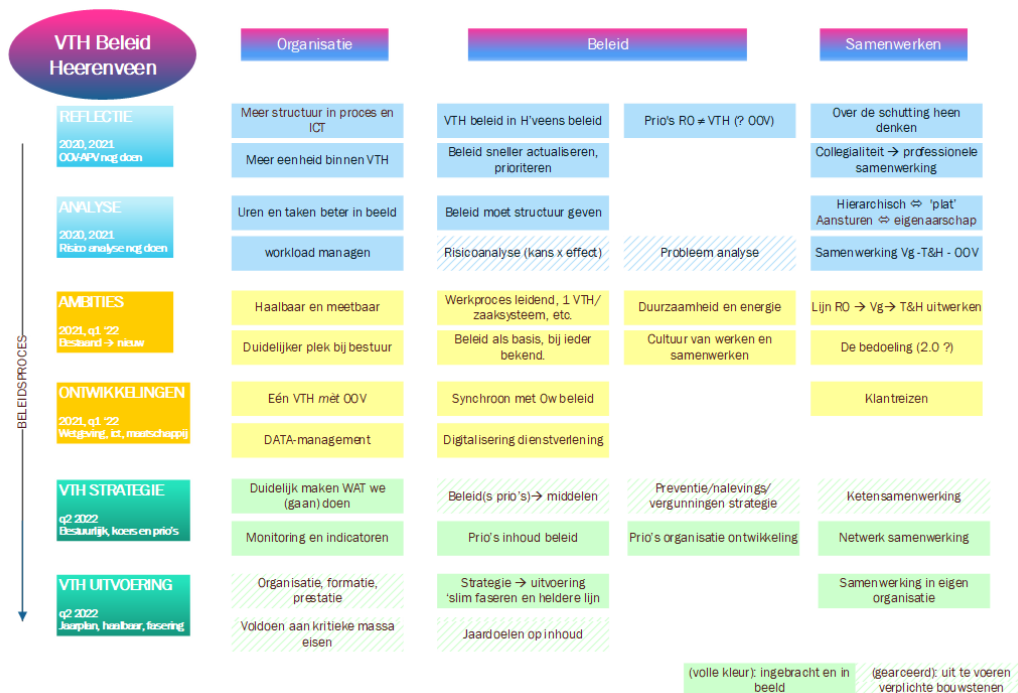 VTH Beleid
Heerenveen
Organisatie
Beleid
Samenwerken
BELEIDSPROCES
REFLECTIE
2020, 2021
OOV-APV nog doen
Meer structuur in proces en
ICT
VTH beleid in H'veens beleid
Prio's RO ≠ VTH (? OOV)
Over de schutting heen
denken
Meer eenheid binnen VTH
Beleid sneller actualiseren,
prioriteren
Collegialiteit → professionele
samenwerking
ANALYSE
2020, 2021
Risico analyse nog doen
Uren en taken beter in beeld
Beleid moet structuur geven
Hierarchisch ⇔ 'plat'
Aansturen ⇔ eigenaarschap
workload managen
Risicoanalyse (kans x effect)
Probleem analyse
Samenwerking Vg -T&H - OOV
AMBITIES
2021, q1 '22
Bestaand → nieuw
Haalbaar en meetbaar
Werkproces leidend, 1 VTH/
zaaksysteem, etc.
Duurzaamheid en energie
Lijn RO → Vg→ T&H uitwerken
Duidelijker plek bij bestuur
Beleid als basis, bij ieder
bekend.
Cultuur van werken en
samenwerken
De bedoeling (2.0 ?)
ONTWIKKELINGEN
2021, q1 '22
Wetgeving, ict, maatschappij
Eén VTH mèt OOV
Synchroon met Ow beleid
Klantreizen
DATA-management
Digitalisering dienstverlening
VTH STRATEGIE
q2 2022
Bestuurlijk, koers en prio's
Duidelijk maken WAT we
(gaan) doen
Beleid(s prio's)→ middelen
Preventie/nalevings/
vergunningen strategie
Ketensamenwerking
Monitoring en indicatoren
Prio's inhoud beleid
Prio's organisatie ontwikkeling
Netwerk samenwerking
VTH UITVOERING
q2 2022
Jaarplan, haalbaar, fasering
Organisatie, formatie,
prestatie
Strategie → uitvoering
'slim faseren en heldere lijn
Samenwerking in eigen
organisatie
Voldoen aan kritieke massa
eisen
Jaardoelen op inhoud
(volle kleur): ingebracht en in
beeld
(gearceerd): uit te voeren
verplichte bouwstenen